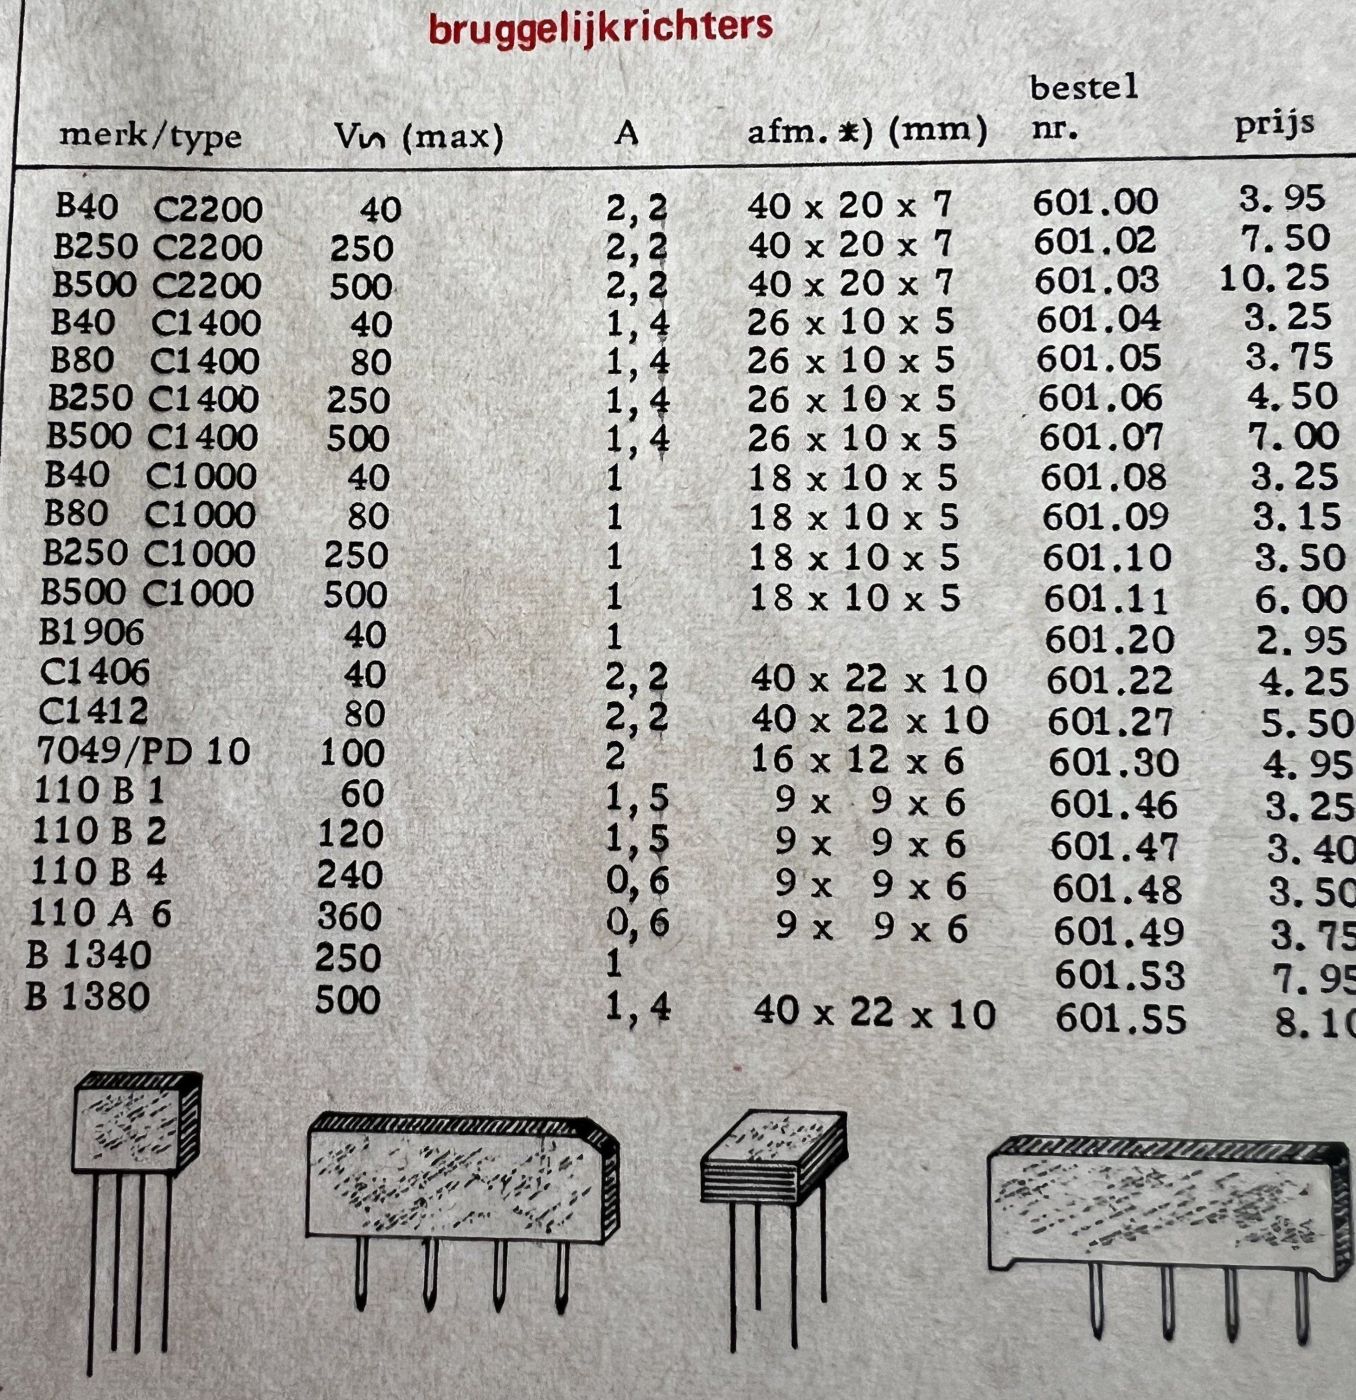 bruggelijkrichters
bestel
merk/type V∿ (max) A afm. *) (mm) nr. prijs
B40 C2200 40 2,2 40 x 20 x 7 601.00 3.95
B250 C2200 250 2,2 40 x 20 x 7 601.02 7.50
B500 C2200 500 2,2 40 x 20 x 7 601.03 10.25
B40 C1400 40 1,4 26 x 10 x 5 601.04 3.25
B80 C1400 80 1,4 26 x 10 x 5 601.05 3.75
B250 C1400 250 1,4 26 x 10 x 5 601.06 4.50
B500 C1400 500 1,4 26 x 10 x 5 601.07 7.00
B40 C1000 40 1 18 x 10 x 5 601.08 3.25
B80 C1000 80 1 18 x 10 x 5 601.09 3.15
B250 C1000 250 1 18 x 10 x 5 601.10 3.50
B500 C1000 500 1 18 x 10 x 5 601.11 6.00
B1906 40 1 601.20 2.95
C1406 40 2,2 40 x 22 x 10 601.22 4.25
C1412 80 2,2 40 x 22 x 10 601.27 5.50
7049/PD 10 100 2 16 x 12 x 6 601.30 4.95
110 B 1 60 1,5 9 x 9 x 6 601.46 3.25
110 B 2 120 1,5 9 x 9 x 6 601.47 3.40
110 B 4 240 0,6 9 x 9 x 6 601.48 3.50
110 A 6 360 0,6 9 x 9 x 6 601.49 3.75
B 1340 250 1 601.53 7.95
B 1380 500 1,4 40 x 22 x 10 601.55 8.10